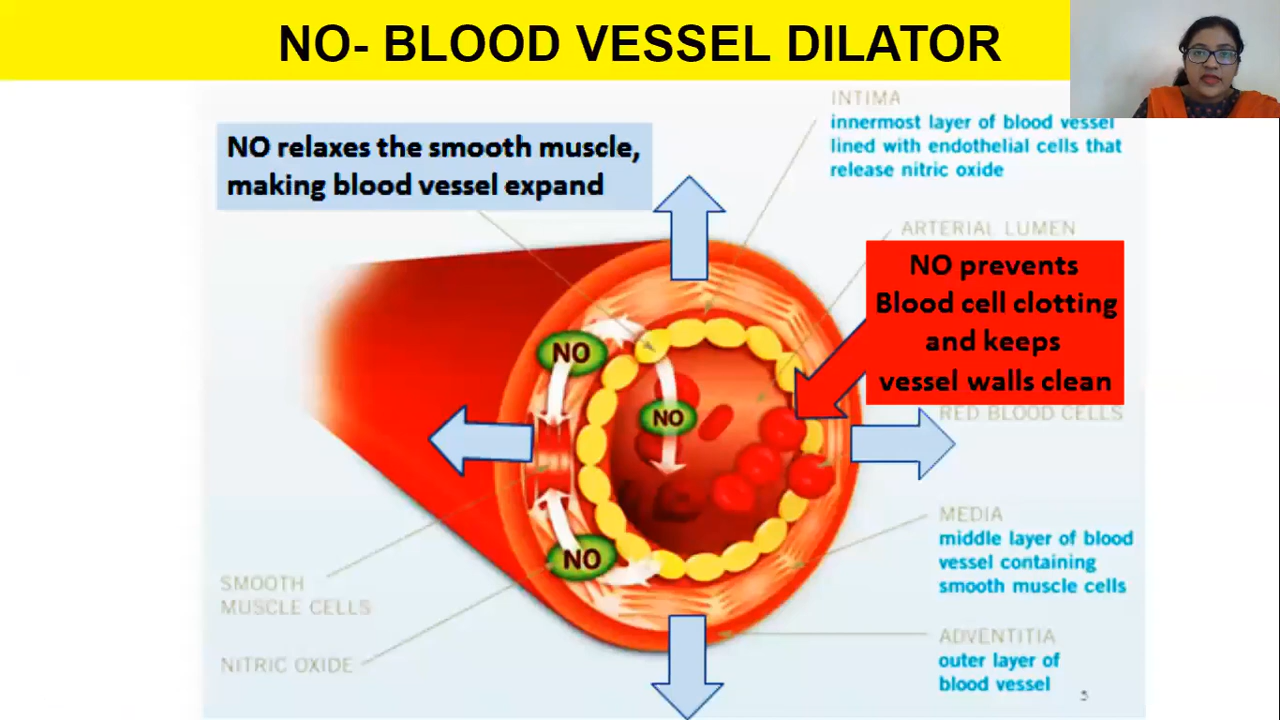 NO- BLOOD VESSEL DILATOR
INTIMA
innermost layer of blood vessel
lined with endothelial cells that
release nitric oxide
NO relaxes the smooth muscle,
making blood vessel expand
ARTERIAL LUMEN
NO prevents
Blood cell clotting
and keeps
vessel walls clean
RED BLOOD CELLS
NO
NO
NO
MEDIA
middle layer of blood
vessel containing
smooth muscle cells
SMOOTH
MUSCLE CELLS
NITRIC OXIDE
ADVENTITIA
outer layer of
blood vessel
5